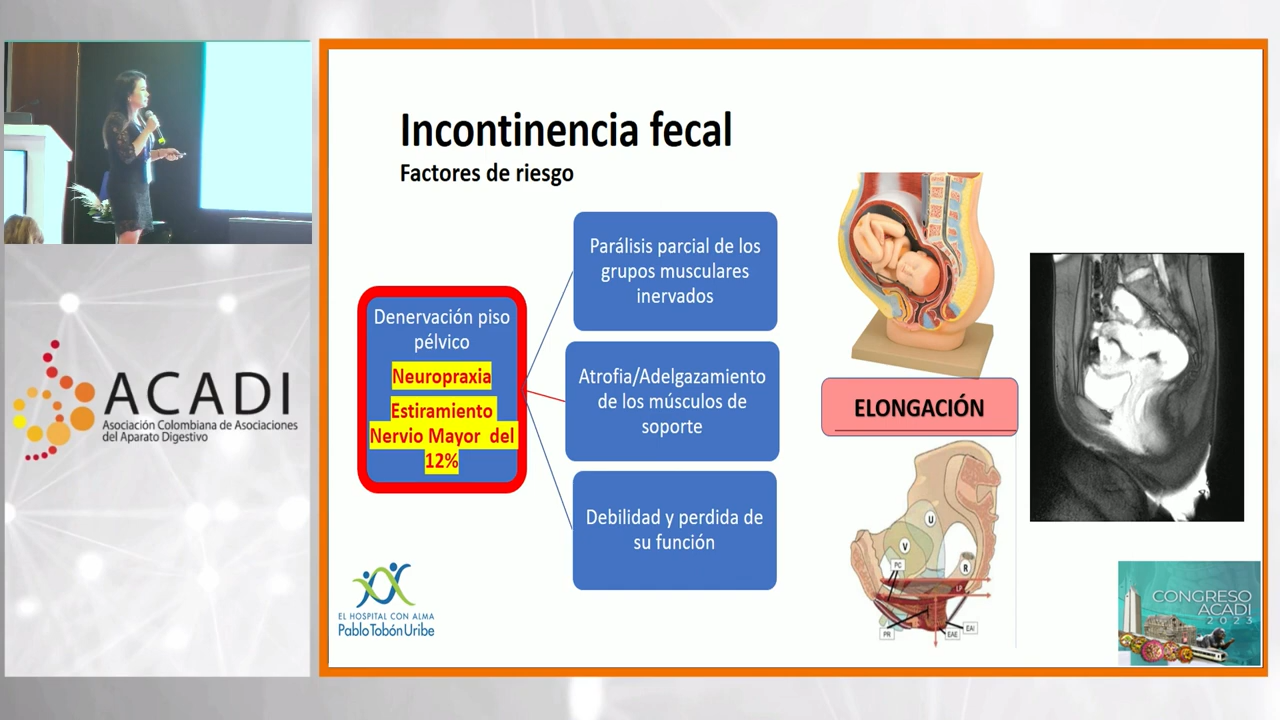 Incontinencia fecal
Factores de riesgo
Denervación piso
pélvico
Neuropraxia
Estiramiento
Nervio Mayor del
12%
Parálisis parcial de los
grupos musculares
inervados
Atrofia/Adelgazamiento
de los músculos de
soporte
Debilidad y perdida de
su función
ELONGACIÓN
U
V
PC
R
LP
PR
EAE
EAI
ACADI
Asociación Colombiana de Asociaciones
del Aparato Digestivo
EL HOSPITAL CON ALMA
Pablo Tobón Uribe
CONGRESO
ACADI
2023